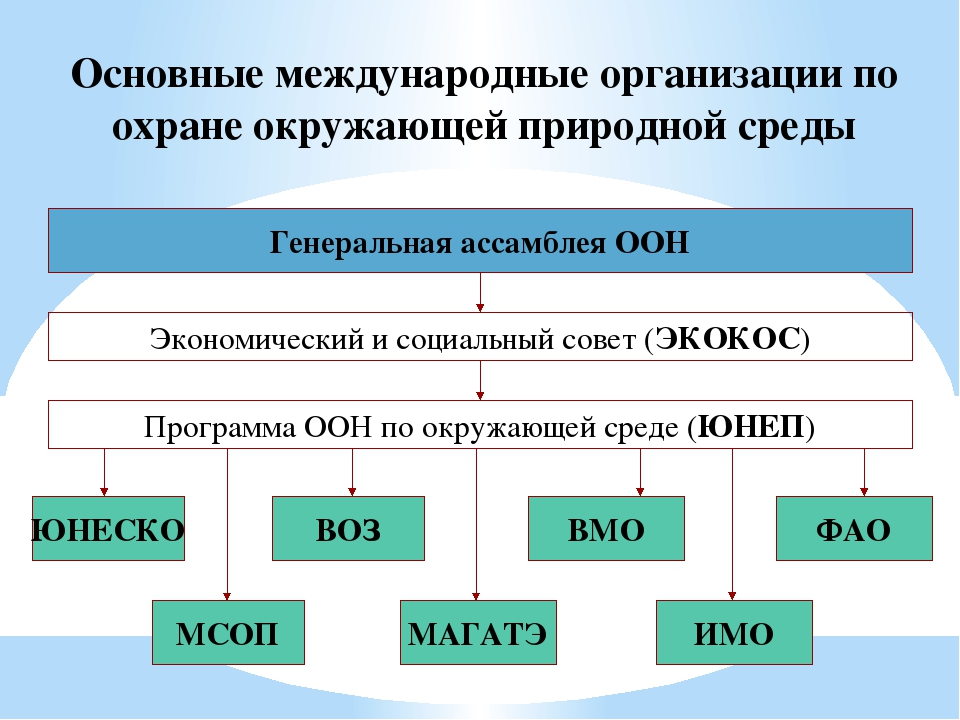 Основные международные организации по
охране окружающей природной среды
Генеральная ассамблея ООН
Экономический и социальный совет (ЭКОКОС)
Программа ООН по окружающей среде (ЮНЕП)
ЮНЕСКО
ВОЗ
ВМО
ФАО
МСОП
МАГАТЭ
ИМО